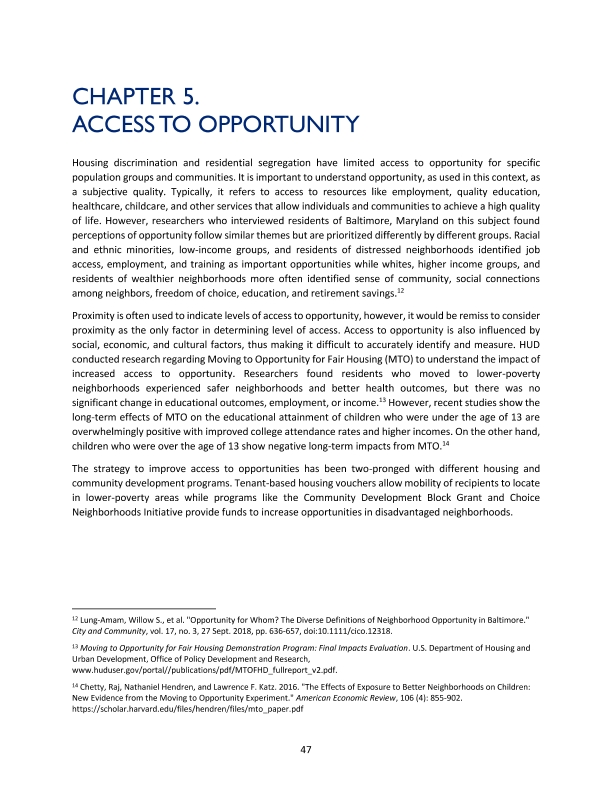 CHAPTER 5.
ACCESS TO OPPORTUNITY
Housing discrimination and residential segregation have limited access to opportunity for specific
population groups and communities. It is important to understand opportunity, as used in this context, as
a subjective quality. Typically, it refers to access to resources like employment, quality education,
healthcare, childcare, and other services that allow individuals and communities to achieve a high quality
of life. However, researchers who interviewed residents of Baltimore, Maryland on this subject found
perceptions of opportunity follow similar themes but are prioritized differently by different groups. Racial
and ethnic minorities, low-income groups, and residents of distressed neighborhoods identified job
access, employment, and training as important opportunities while whites, higher income groups, and
residents of wealthier neighborhoods more often identified sense of community, social connections
among neighbors, freedom of choice, education, and retirement savings.12
Proximity is often used to indicate levels of access to opportunity, however, it would be remiss to consider
proximity as the only factor in determining level of access. Access to opportunity is also influenced by
social, economic, and cultural factors, thus making it difficult to accurately identify and measure. HUD
conducted research regarding Moving to Opportunity for Fair Housing (MTO) to understand the impact of
increased access to opportunity. Researchers found residents who moved to lower-poverty
neighborhoods experienced safer neighborhoods and better health outcomes, but there was no
significant change in educational outcomes, employment, or income.13 However, recent studies show the
long-term effects of MTO on the educational attainment of children who were under the age of 13 are
overwhelmingly positive with improved college attendance rates and higher incomes. On the other hand,
children who were over the age of 13 show negative long-term impacts from MTO.14
The strategy to improve access to opportunities has been two-pronged with different housing and
community development programs. Tenant-based housing vouchers allow mobility of recipients to locate
in lower-poverty areas while programs like the Community Development Block Grant and Choice
Neighborhoods Initiative provide funds to increase opportunities in disadvantaged neighborhoods.
12 Lung-Amam, Willow S., et al. "Opportunity for Whom? The Diverse Definitions of Neighborhood Opportunity in Baltimore."
City and Community, vol. 17, no. 3, 27 Sept. 2018, pp. 636-657, doi:10.1111/cico.12318.
13 Moving to Opportunity for Fair Housing Demonstration Program: Final Impacts Evaluation. U.S. Department of Housing and
Urban Development, Office of Policy Development and Research,
www.huduser.gov/portal//publications/pdf/MTOFHD_fullreport_v2.pdf.
14 Chetty, Raj, Nathaniel Hendren, and Lawrence F. Katz. 2016. "The Effects of Exposure to Better Neighborhoods on Children:
New Evidence from the Moving to Opportunity Experiment." American Economic Review, 106 (4): 855-902.
https://scholar.harvard.edu/files/hendren/files/mto_paper.pdf
47